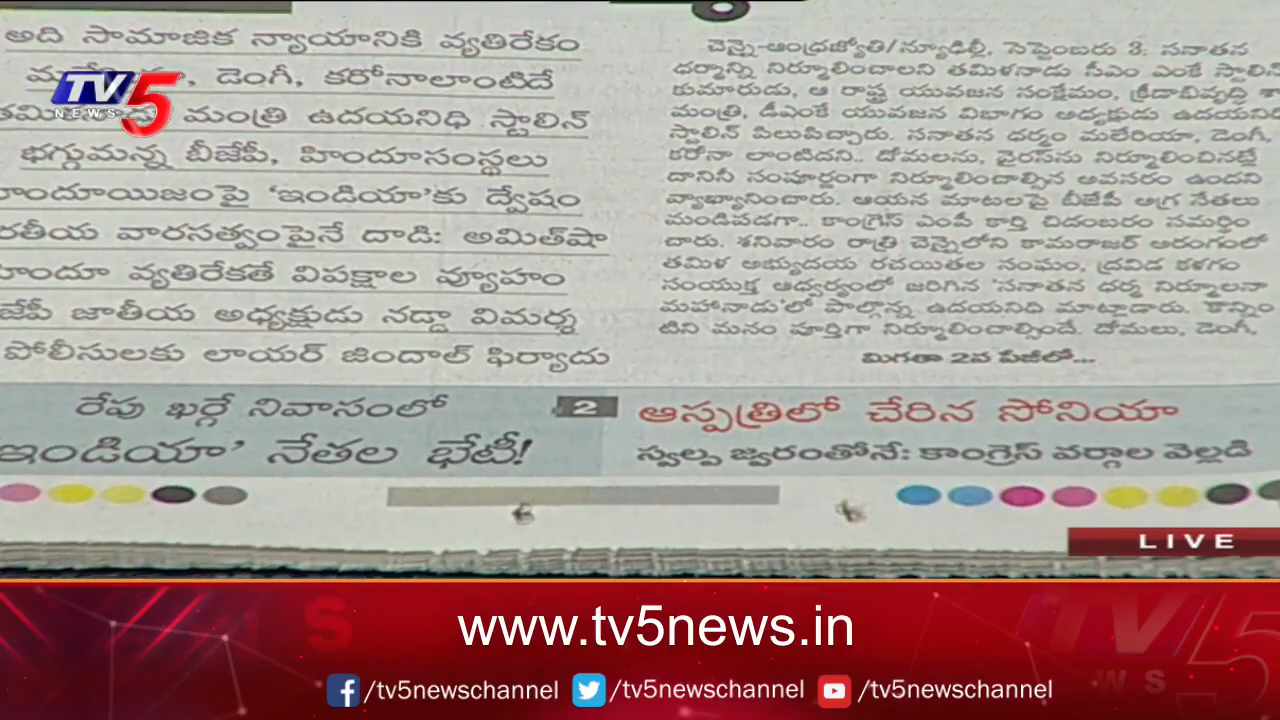 అది సామాజిక న్యాయానికి వ్యతిరేకం
డెంగీ, కరోనాలాంటిదే
మంత్రి ఉదయనిధి స్టాలిన్
భగ్గుమన్న బీజేపీ, హిందూసంస్థలు
‘ఇండియా’కు ద్వేషం
వారసత్వంపైనే దాడి: అమిత్‌షా
వ్యతిరేకతే విపక్షాల వ్యూహం
జాతీయ అధ్యక్షుడు నడ్డా విమర్శ
పోలీసులకు లాయర్ జిందాల్ ఫిర్యాదు
చెన్నై-ఆంధ్రజ్యోతి/న్యూఢిల్లీ, సెప్టెంబరు 3: సనాతన
ధర్మాన్ని నిర్మూలించాలని తమిళనాడు సీఎం ఎంకే స్టాలిన్
కుమారుడు, ఆ రాష్ట్ర యువజన సంక్షేమం, క్రీడాభివృద్ధి
మంత్రి, డీఎంకే యువజన విభాగం అధ్యక్షుడు
స్టాలిన్ పిలుపిచ్చారు. సనాతన ధర్మం మలేరియా, డెంగీ,
కరోనా లాంటిదని.. దోమలను, వైరస్‌ను నిర్మూలించినట్లే
దానినీ సంపూర్ణంగా నిర్మూలించాల్సిన అవసరం ఉందని
వ్యాఖ్యానించారు. ఆయన మాటలపై బీజేపీ అగ్ర నేతలు
మండిపడగా.. కాంగ్రెస్ ఎంపీ కార్తి చిదంబరం సమర్థిం
చారు. శనివారం రాత్రి చెన్నైలోని కామరాజర్ అరంగంలో
తమిళ అభ్యుదయ రచయితల సంఘం, ద్రవిడ కళగం
సంయుక్త ఆధ్వర్యంలో జరిగిన ‘సనాతన ధర్మ నిర్మూలనా
మహానాడు’లో పాల్గొన్న ఉదయనిధి మాట్లాడారు. ‘కొన్నిం
టిని మనం పూర్తిగా నిర్మూలించాల్సిందే. దోమలు, డెంగీ,
మిగతా 2వ పేజీలో...
రేపు ఖర్గే నివాసంలో
‘ఇండియా’ నేతల భేటీ!
2
ఆస్పత్రిలో చేరిన సోనియా
స్వల్ప జ్వరంతోనే: కాంగ్రెస్ వర్గాల వెల్లడి
TV5
NEWS
LIVE
www.tv5news.in
/tv5newschannel
/tv5newschannel
/tv5newschannel